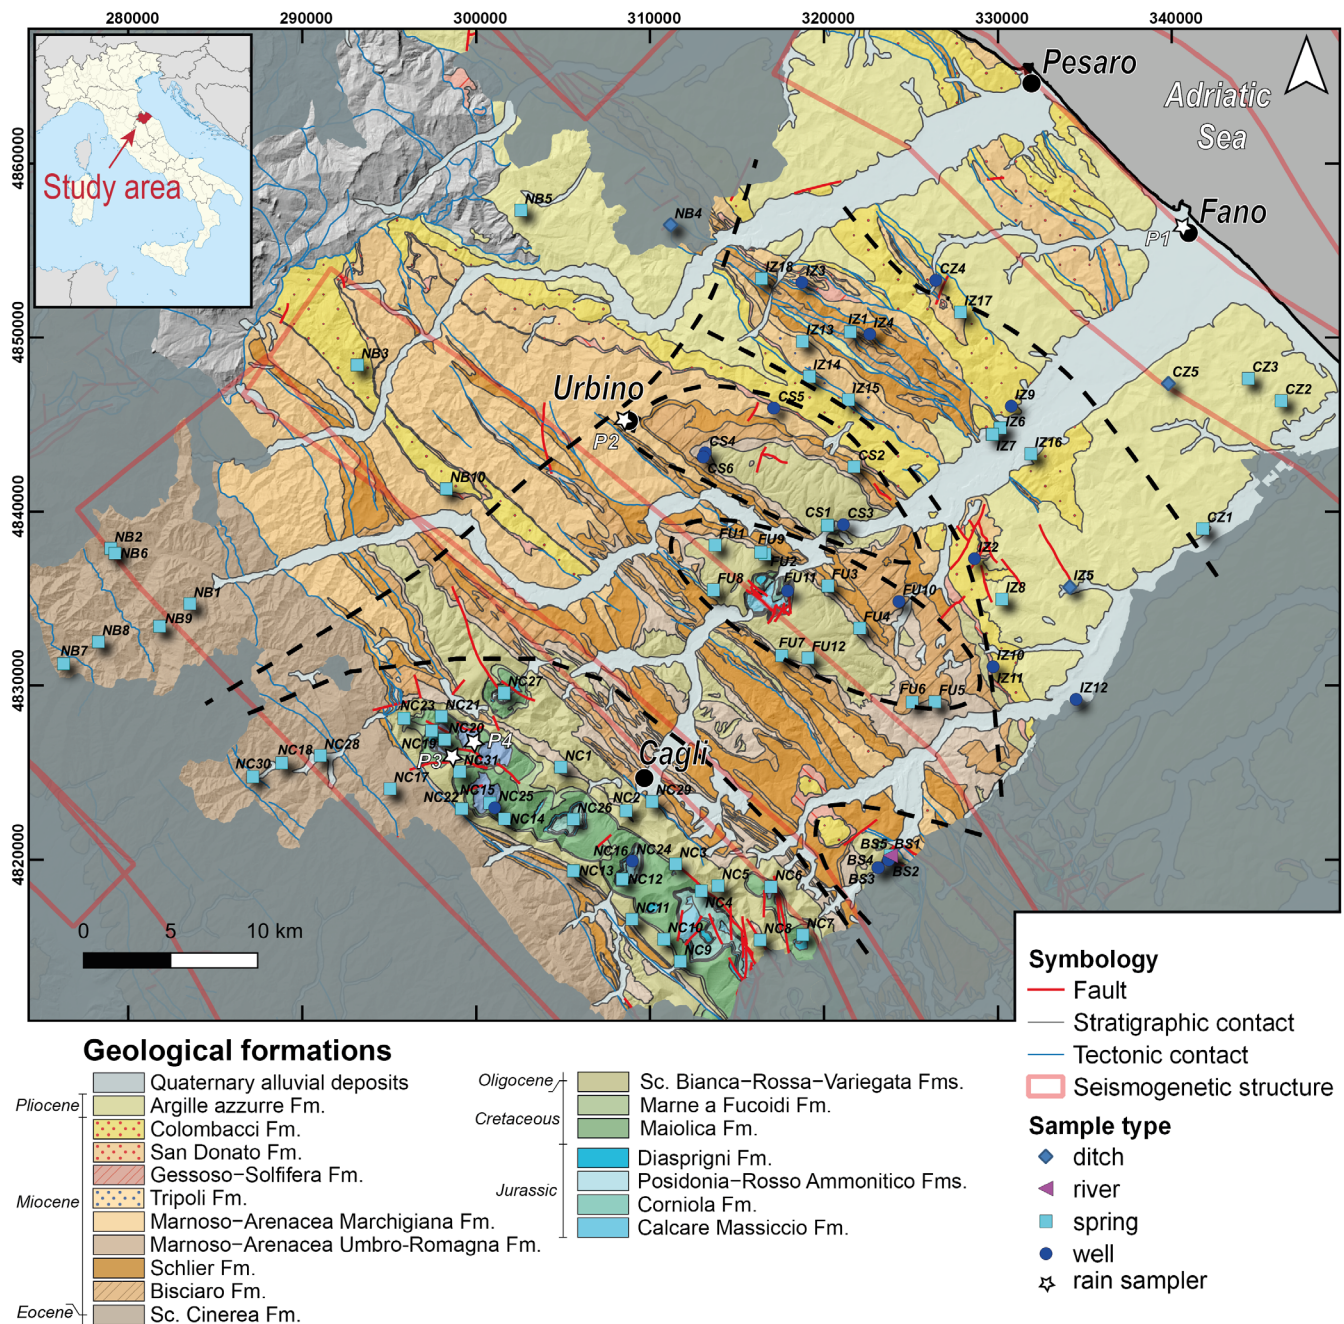 280000
290000
300000
310000
320000
330000
340000
4860000
4850000
4840000
4830000
4820000
Study area
Pesaro
Adriatic
Sea
Fano
P1
NB5
NB4
IZ18
IZ3
CZ4
IZ17
IZ1
IZ4
IZ13
NB3
IZ14
IZ15
CZ5
CZ3
CZ2
Urbino
P2
CS5
IZ9
IZ6
IZ7
CS4
CS6
CS2
IZ16
NB10
CS1
CS3
CZ1
NB2
NB6
FU1
FU9
FU2
IZ2
FU8
FU11
FU3
FU10
IZ5
IZ8
NB1
NB9
FU4
NB8
NB7
FU7
FU12
IZ10
IZ11
NC27
FU6
FU5
IZ12
NC23
NC21
NC20
NC19
P4
P3
NC18
NC28
NC30
NC31
NC1
Cagli
NC17
NC22
NC15
NC25
NC14
NC26
NC2
NC29
NC16
NC24
NC3
NC13
NC12
NC5
NC6
NC4
NC11
NC10
NC9
NC8
NC7
BS5
BS1
BS4
BS2
BS3
0
5
10 km
Symbology
Fault
Stratigraphic contact
Tectonic contact
Seismogenetic structure
Sample type
ditch
river
spring
well
rain sampler
Geological formations
Quaternary alluvial deposits
Pliocene
Argille azzurre Fm.
Colombacci Fm.
San Donato Fm.
Gessoso−Solfifera Fm.
Miocene
Tripoli Fm.
Marnoso−Arenacea Marchigiana Fm.
Marnoso−Arenacea Umbro-Romagna Fm.
Schlier Fm.
Bisciaro Fm.
Eocene
Sc. Cinerea Fm.
Oligocene
Sc. Bianca−Rossa−Variegata Fms.
Cretaceous
Marne a Fucoidi Fm.
Maiolica Fm.
Jurassic
Diasprigni Fm.
Posidonia−Rosso Ammonitico Fms.
Corniola Fm.
Calcare Massiccio Fm.